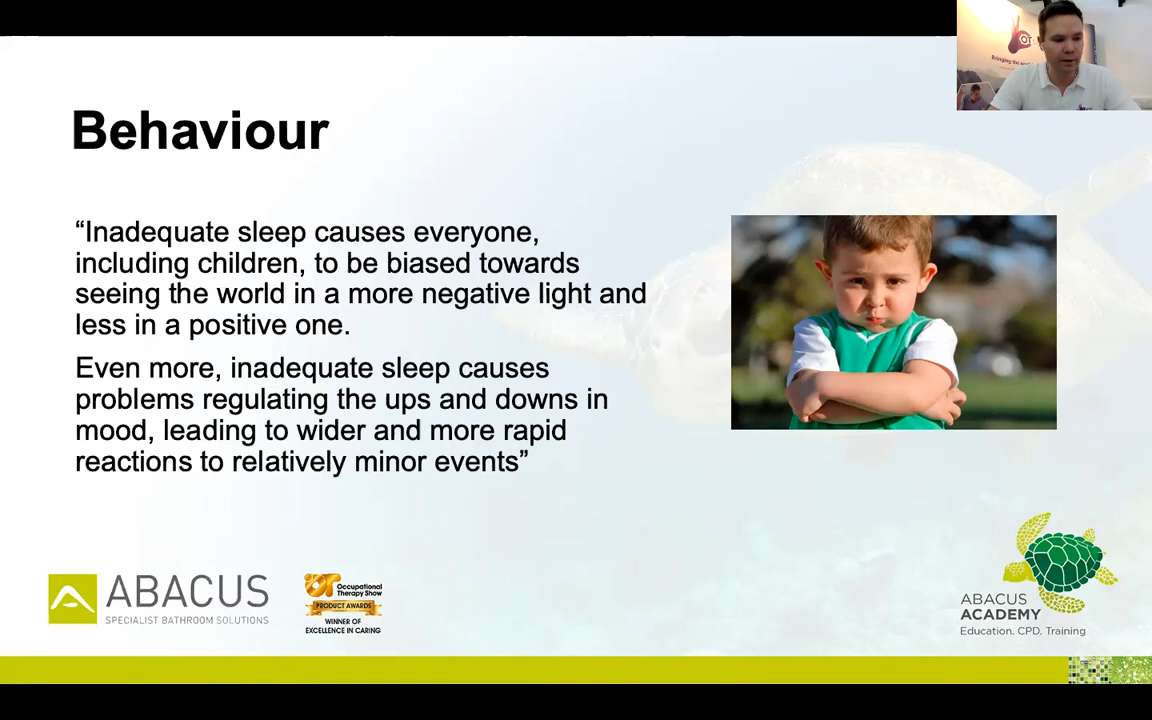 OT
Behaviour
“Inadequate sleep causes everyone,
including children, to be biased towards
seeing the world in a more negative light and
less in a positive one.
Even more, inadequate sleep causes
problems regulating the ups and downs in
mood, leading to wider and more rapid
reactions to relatively minor events”
ABACUS
SPECIALIST BATHROOM SOLUTIONS
OT Occupational
Therapy Show
PRODUCT AWARDS
WINNER OF
EXCELLENCE IN CARING
ABACUS
ACADEMY
Education. CPD. Training